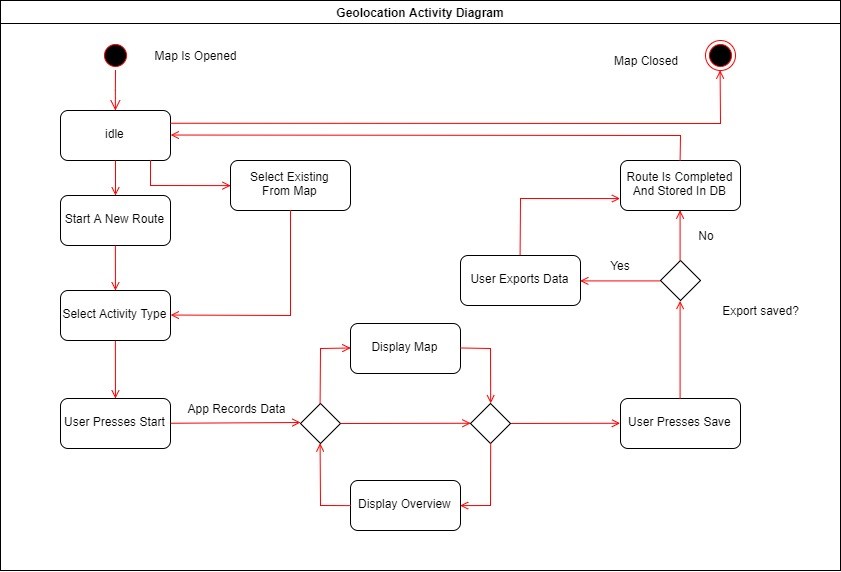 Geolocation Activity Diagram
Map Is Opened
Map Closed
idle
Select Existing
From Map
Route Is Completed
And Stored In DB
Start A New Route
No
Yes
User Exports Data
Select Activity Type
Export saved?
Display Map
App Records Data
User Presses Start
User Presses Save
Display Overview